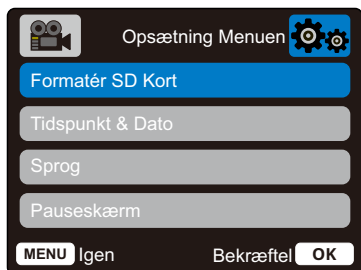 Opsætning Menuen
Formatér SD Kort
Tidspunkt & Dato
Sprog
Pauseskærm
MENU Igen Bekræftel OK